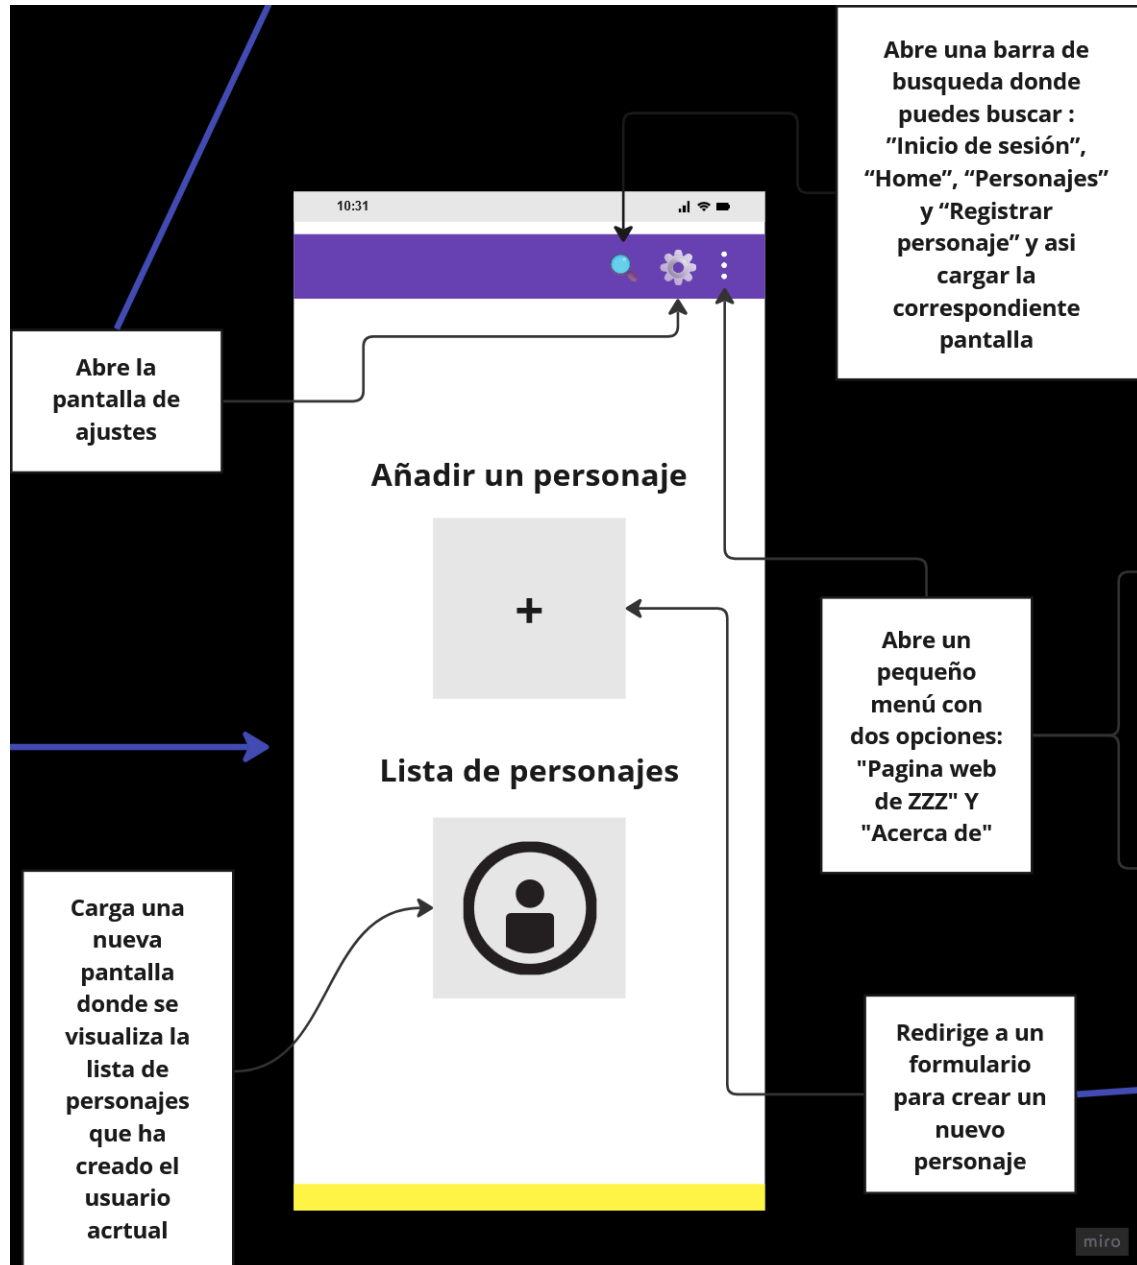 Abre una barra de
busqueda donde
puedes buscar :
”Inicio de sesión”,
“Home”, “Personajes”
y “Registrar
personaje” y asi
cargar la
correspondiente
pantalla
10:31
Abre la
pantalla de
ajustes
Añadir un personaje
+
Abre un
pequeño
menú con
dos opciones:
"Pagina web
de ZZZ" Y
"Acerca de"
Lista de personajes
Carga una
nueva
pantalla
donde se
visualiza la
lista de
personajes
que ha
creado el
usuario
acrtual
Redirige a un
formulario
para crear un
nuevo
personaje
miro